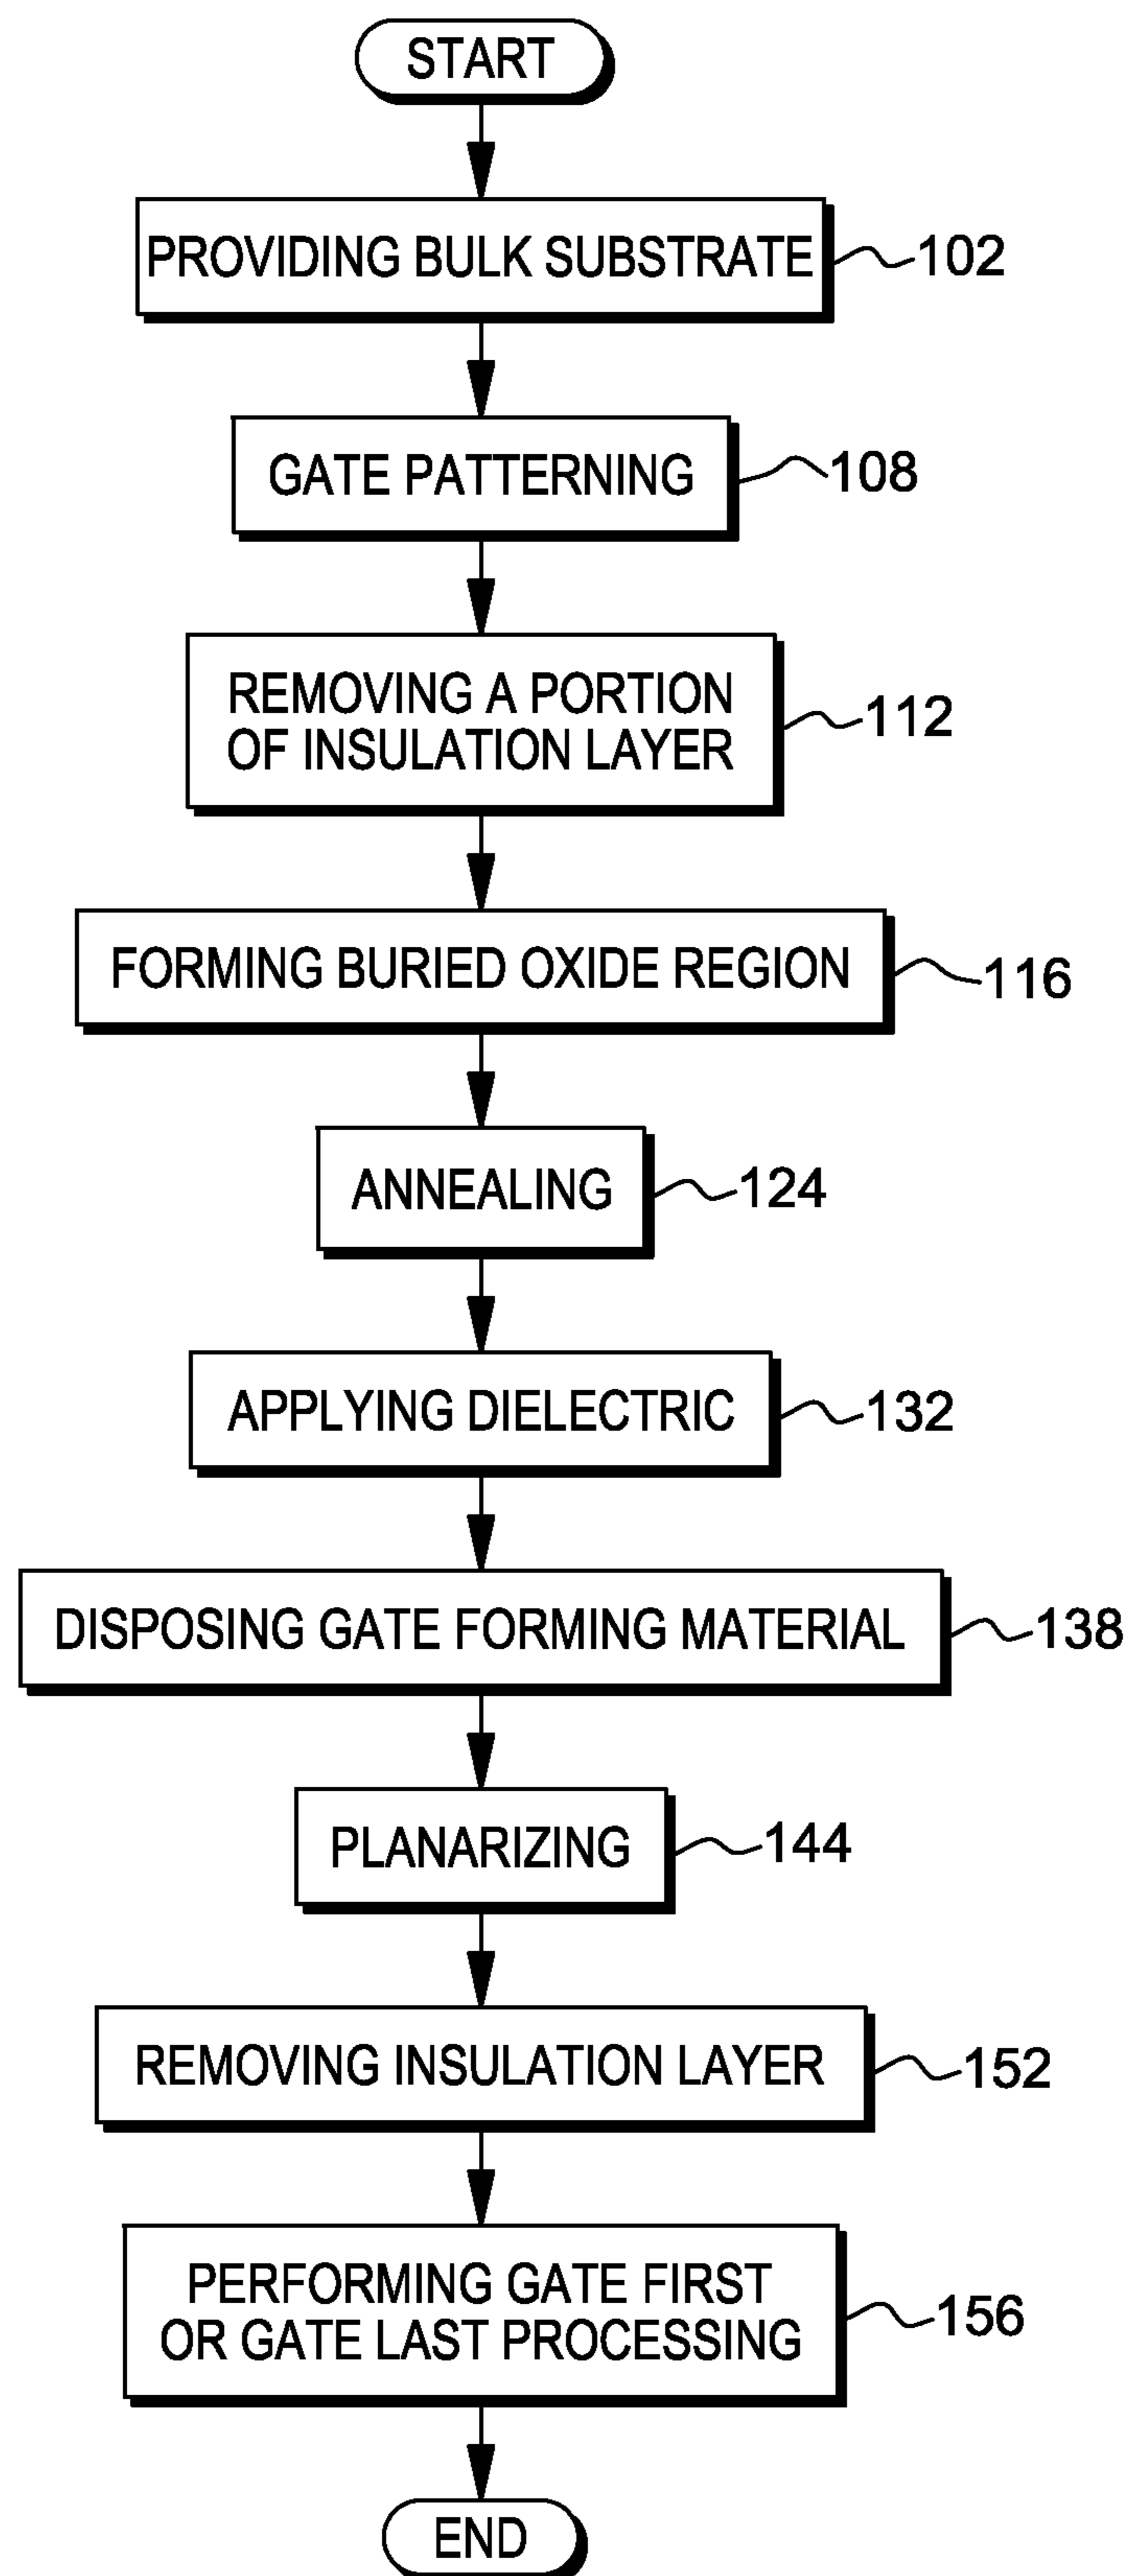 START
PROVIDING BULK SUBSTRATE
102
GATE PATTERNING
108
REMOVING A PORTION
OF INSULATION LAYER
112
FORMING BURIED OXIDE REGION
116
ANNEALING
124
APPLYING DIELECTRIC
132
DISPOSING GATE FORMING MATERIAL
138
PLANARIZING
144
REMOVING INSULATION LAYER
152
PERFORMING GATE FIRST
OR GATE LAST PROCESSING
156
END